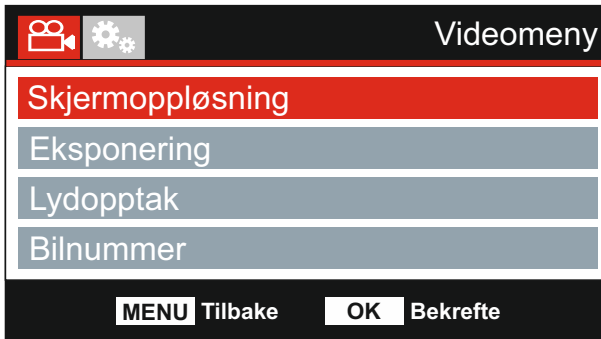 Videomeny
Skjermoppløsning
Eksponering
Lydopptak
Bilnummer
MENU Tilbake OK Bekrefte